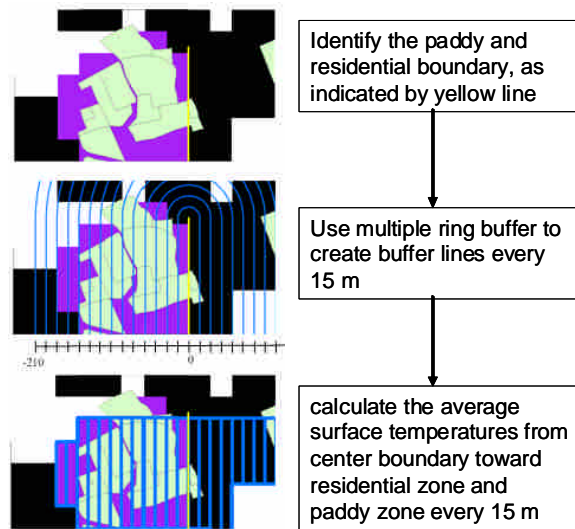 Identify the paddy and
residential boundary, as
indicated by yellow line
Use multiple ring buffer to
create buffer lines every
15 m
-210
0
calculate the average
surface temperatures from
center boundary toward
residential zone and
paddy zone every 15 m